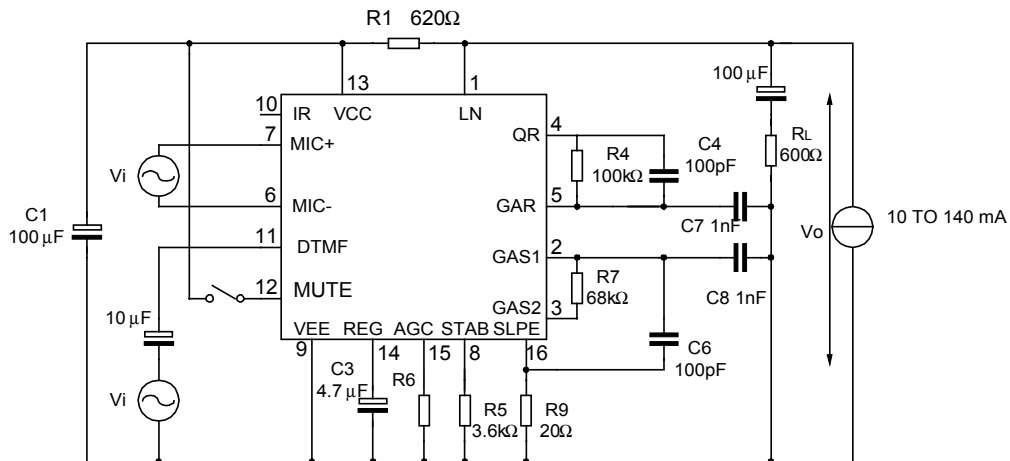 R1 620Ω
100 µF
13
1
10
IR
VCC
LN
7
MIC+
4
QR
R4
100kΩ
C4
100pF
RL
600Ω
Vi
6
MIC-
5
GAR
C7 1nF
C1
100 µF
11
DTMF
2
GAS1
Vo
10 TO 140 mA
12
MUTE
R7
68kΩ
C8 1nF
GAS2
3
10 µF
VEE
REG
AGC
STAB
SLPE
9
14
15
8
16
C6
100pF
C3
4.7 µF
R6
Vi
R5
3.6kΩ
R9
20Ω